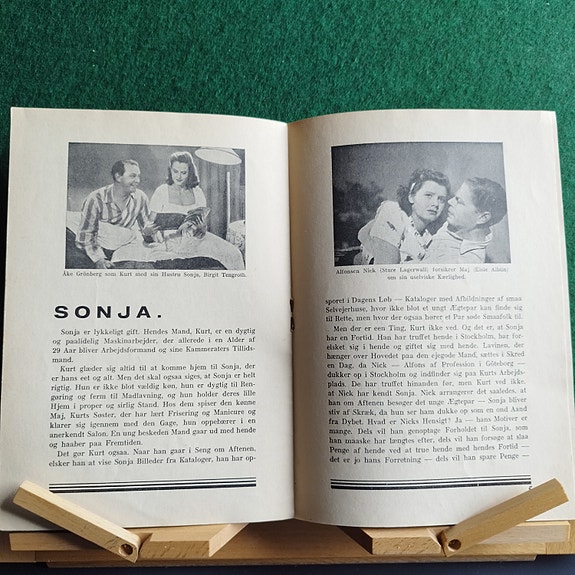 Åke Grönberg som Kurt med sin Hustru Sonja, Birgit Tengroth.
SONJA.
Sonja er lykkeligt gift. Hendes Mand, Kurt, er en dygtig
og paalidelig Maskinarbejder, der allerede i en Alder af
29 Aar bliver Arbejdsformand og sine Kammeraters Tillids-
mand.
Kurt glæder sig altid til at komme hjem til Sonja, der
er hans eet og alt. Men det skal ogsaa siges, at Sonja er helt
rigtig. Hun er ikke blot vældig køn, hun er dygtig til Ren-
gøring og ferm til Madlavning, og hun holder deres lille
Hjem i proper og sirlig Stand. Hos dem spiser den kønne
Maj, Kurts Søster, der har lært Frisering og Manicure og
klarer sig igennem med den Gage, hun oppebærer i en
anerkendt Salon. En ung beskeden Mand gaar ud med hende
og haaber paa Fremtiden.
Det gør Kurt ogsaa. Naar han gaar i Seng om Aftenen,
elsker han at vise Sonja Billeder fra Kataloger, han har op-
Alfonsen Nick (Sture Lagerwall) forsikrer Maj (Elsie Albiin)
om sin uselviske Kærlighed.
sporet i Dagens Løb — Kataloger med Afbildninger af smaa
Selvejerhuse, hvor ikke blot et ungt Ægtepar kan finde sig
til Rette, men hvor der ogsaa hører et Par søde Smaafolk til.
Men der er een Ting, Kurt ikke ved. Og det er, at Sonja
har en Fortid. Han har truffet hende i Stockholm, har for-
elsket sig i hende og giftet sig med hende. Lavinen, der
hænger over Hovedet paa den ejegode Mand, sættes i Skred
en Dag, da Nick — Alfons af Profession i Göteborg —
dukker op i Stockholm og indfinder sig paa Kurts Arbejds-
plads. De har truffet hinanden før, men Kurt ved ikke,
at Nick har kendt Sonja. Nick arrangerer det saaledes, at
han om Aftenen besøger det unge Ægtepar — Sonja bliver
stiv af Skræk, da hun ser ham dukke op som en ond Aand
fra Dybet. Hvad er Nicks Hensigt? Ja — hans Motiver er
mange. Dels vil han genoptage Forholdet til Sonja, som
han maaske har længtes efter, dels vil han forsøge at slaa
Penge af hende ved at true hende med hendes Fortid —
det er jo hans Forretning — dels vil han spare Penge —